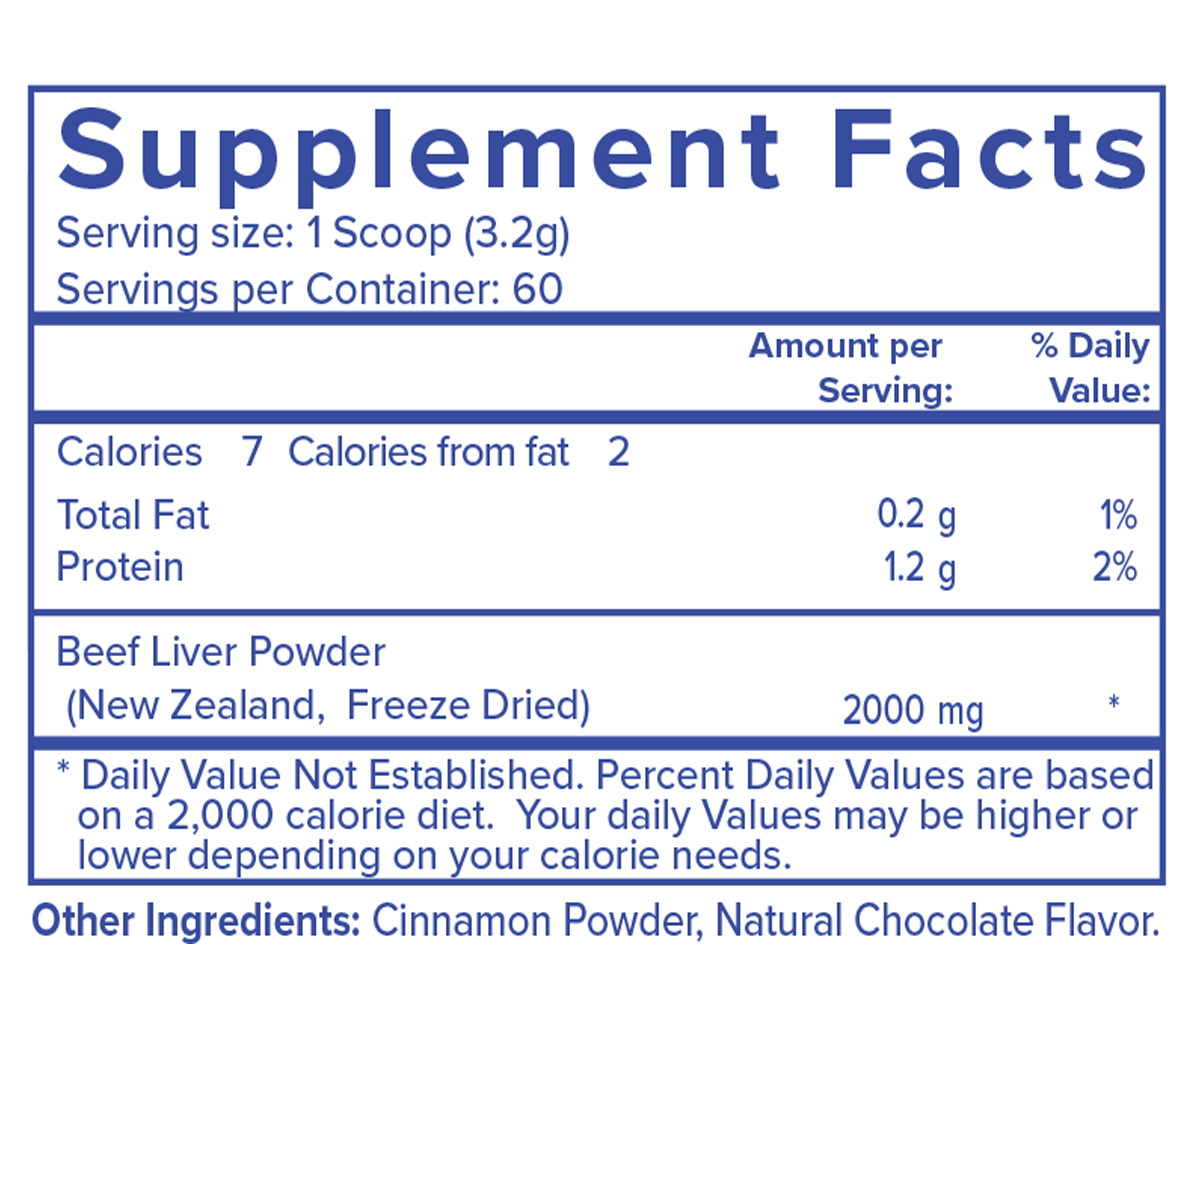 Supplement Facts
Serving size: 1 Scoop (3.2g)
Servings per Container: 60
Amount per % Daily
Serving: Value:
Calories 7 Calories from fat 2
Total Fat 0.2 g 1%
Protein 1.2 g 2%
Beef Liver Powder
(New Zealand, Freeze Dried) 2000 mg *
* Daily Value Not Established. Percent Daily Values are based
on a 2,000 calorie diet. Your daily Values may be higher or
lower depending on your calorie needs.
Other Ingredients: Cinnamon Powder, Natural Chocolate Flavor.